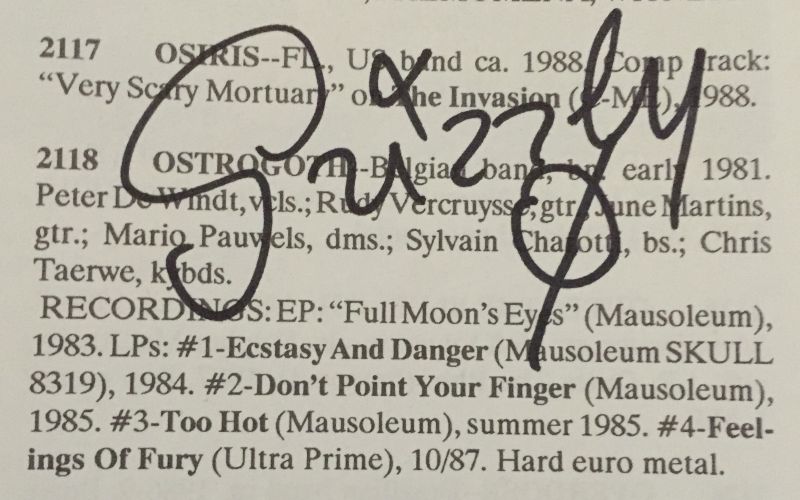 2117 OSIRIS--FL, US band ca. 1988. Comp track:
“Very Scary Mortuary” on The Invasion (C-ME), 1988.
2118 OSTROGOTH--Belgian band, bn. early 1981.
Peter De Windt, vcls.; Rudy Vercruysse, gtr.; June Martins,
gtr.; Mario Pauwels, dms.; Sylvain Charotti, bs.; Chris
Taerwe, kybds.
RECORDINGS: EP: “Full Moon's Eyes” (Mausoleum),
1983. LPs: #1-Ecstasy And Danger (Mausoleum SKULL
8319), 1984. #2-Don't Point Your Finger (Mausoleum),
1985. #3-Too Hot (Mausoleum), summer 1985. #4-Feel-
ings Of Fury (Ultra Prime), 10/87. Hard euro metal.
Grizzly